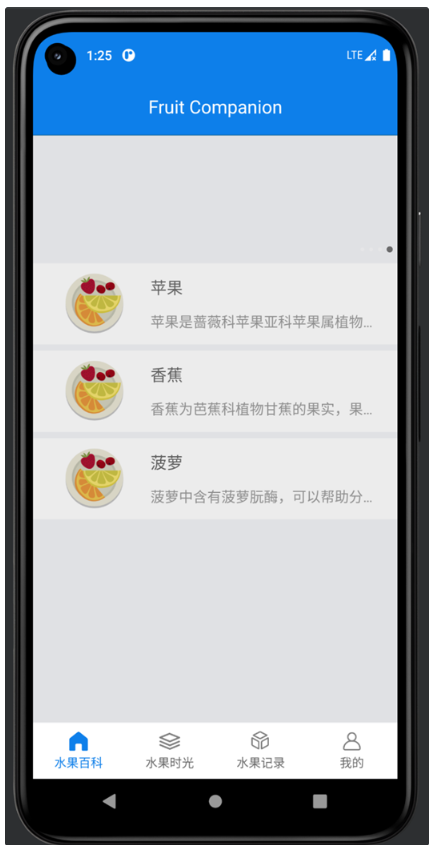 1:25
LTE
Fruit Companion
苹果
苹果是蔷薇科苹果亚科苹果属植物...
香蕉
香蕉为芭蕉科植物甘蕉的果实，果...
菠萝
菠萝中含有菠萝朊酶，可以帮助分...
水果百科
水果时光
水果记录
我的